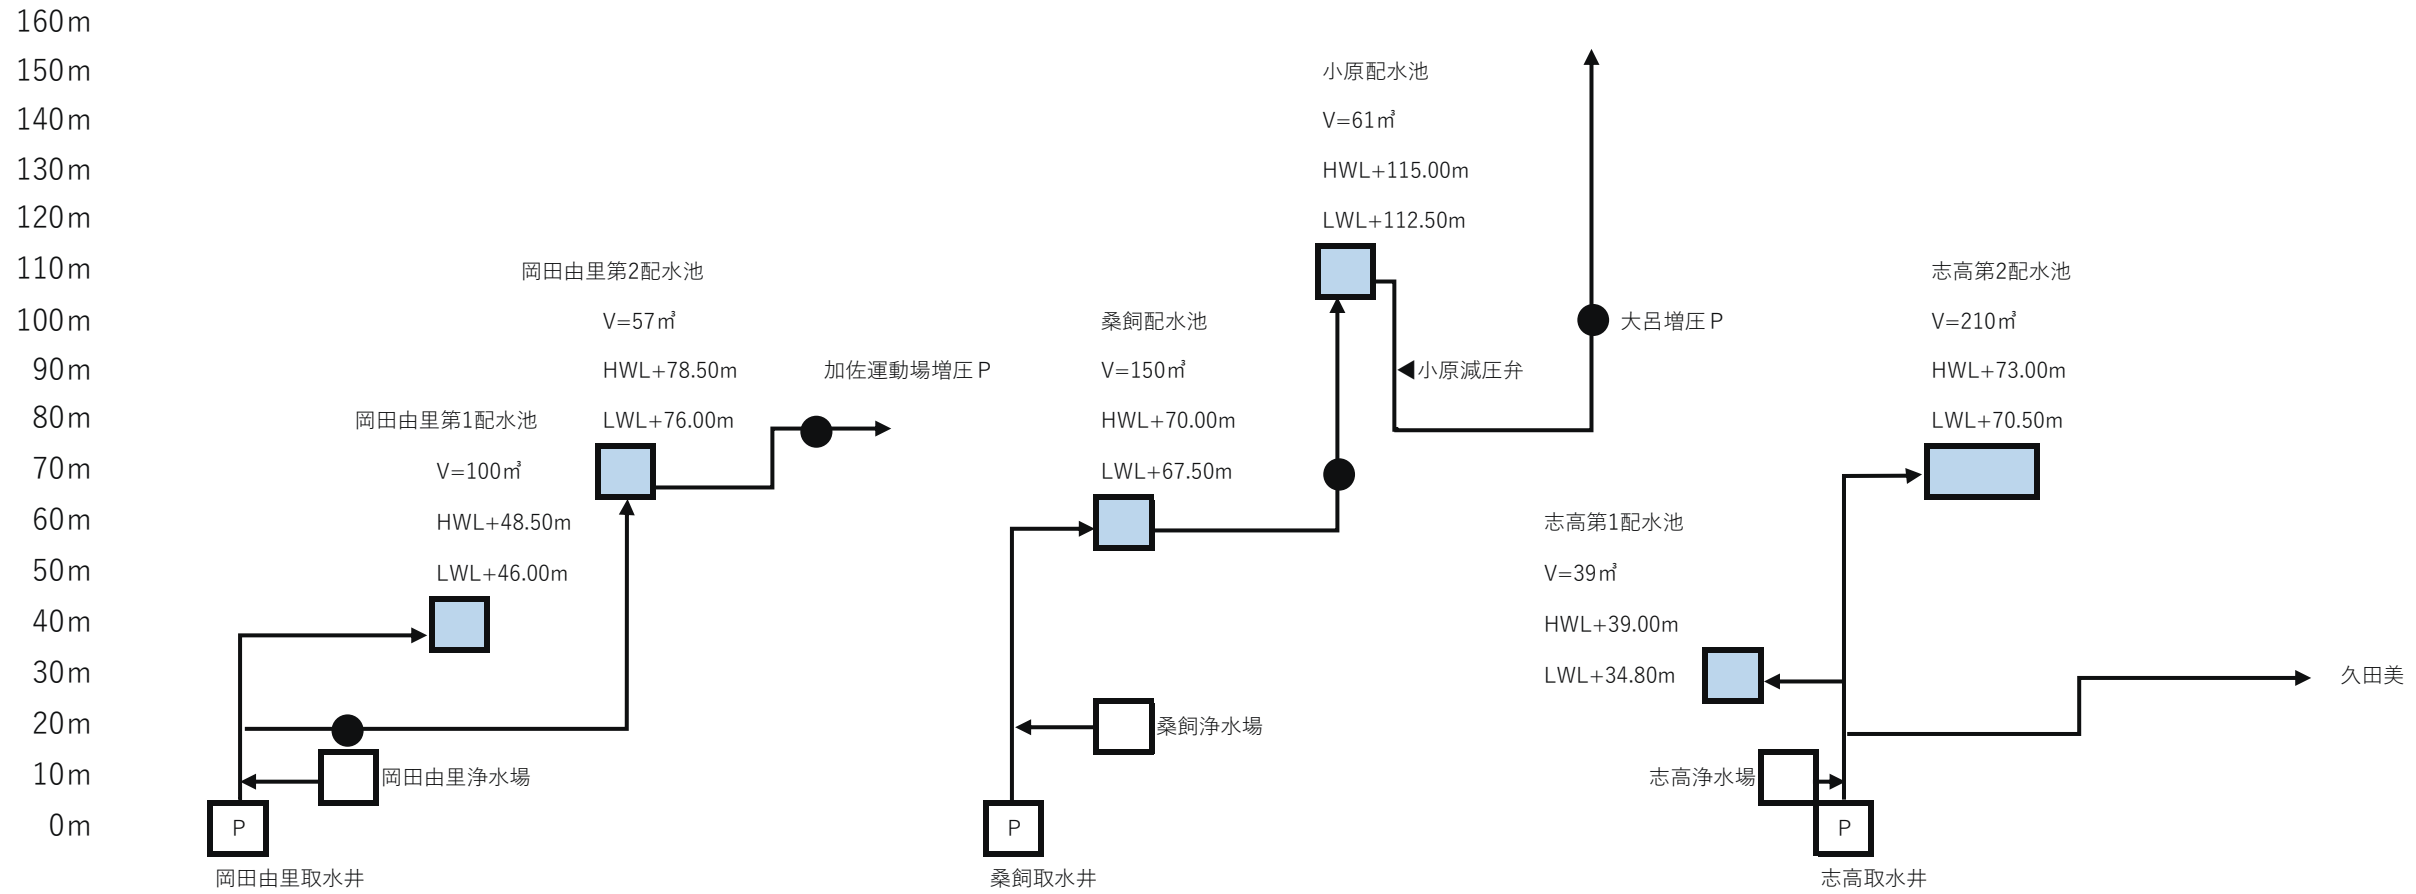 160m
150m
140m
130m
120m
110m
100m
90m
80m
70m
60m
50m
40m
30m
20m
10m
0m
岡田由里第1配水池
V=100㎥
HWL+48.50m
LWL+46.00m
岡田由里第2配水池
V=57㎥
HWL+78.50m
LWL+76.00m
加佐運動場増圧P
岡田由里浄水場
P
岡田由里取水井
桑飼配水池
V=150㎥
HWL+70.00m
LWL+67.50m
桑飼浄水場
P
桑飼取水井
小原配水池
V=61㎥
HWL+115.00m
LWL+112.50m
小原減圧弁
大呂増圧P
志高第1配水池
V=39㎥
HWL+39.00m
LWL+34.80m
志高第2配水池
V=210㎥
HWL+73.00m
LWL+70.50m
久田美
志高浄水場
P
志高取水井